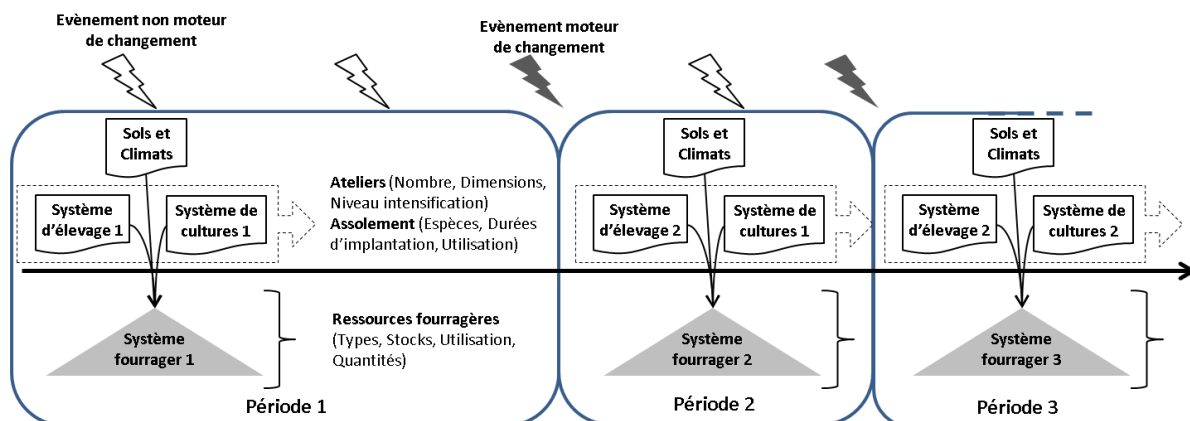 Evènement non moteur
de changement
Evènement moteur
de changement
Sols et
Climats
Système
d'élevage 1
Système de
cultures 1
Ateliers (Nombre, Dimensions,
Niveau intensification)
Assolement (Espèces, Durées
d'implantation, Utilisation)
Système
fourrager 1
Ressources fourragères
(Types, Stocks, Utilisation,
Quantités)
Période 1
Sols et
Climats
Système
d'élevage 2
Système de
cultures 1
Système
fourrager 2
Période 2
Sols et
Climats
Système
d'élevage 2
Système de
cultures 2
Système
fourrager 3
Période 3